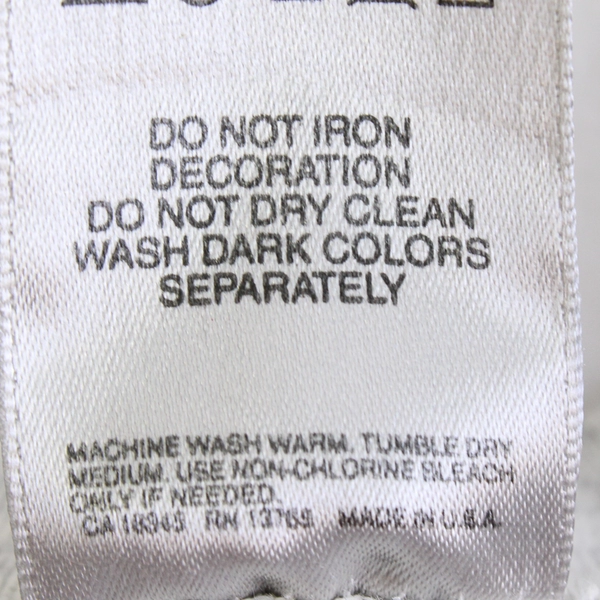 DO NOT IRON
DECORATION
DO NOT DRY CLEAN
WASH DARK COLORS
SEPARATELY
MACHINE WASH WARM. TUMBLE DRY
MEDIUM. USE NON-CHLORINE BLEACH
ONLY IF NEEDED.
CA RN 13765 MADE IN U.S.A.